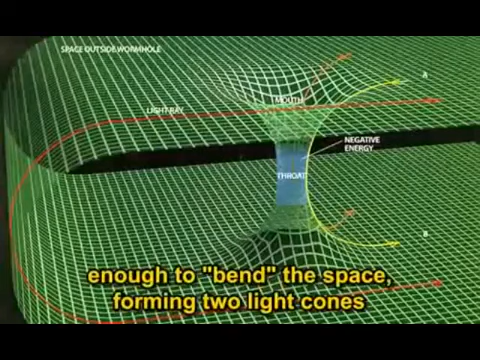 SPACE OUTSIDE WORMHOLE
A
MOUTH
LIGHT RAY
NEGATIVE
ENERGY
THROAT
B
enough to "bend" the space,
forming two light cones